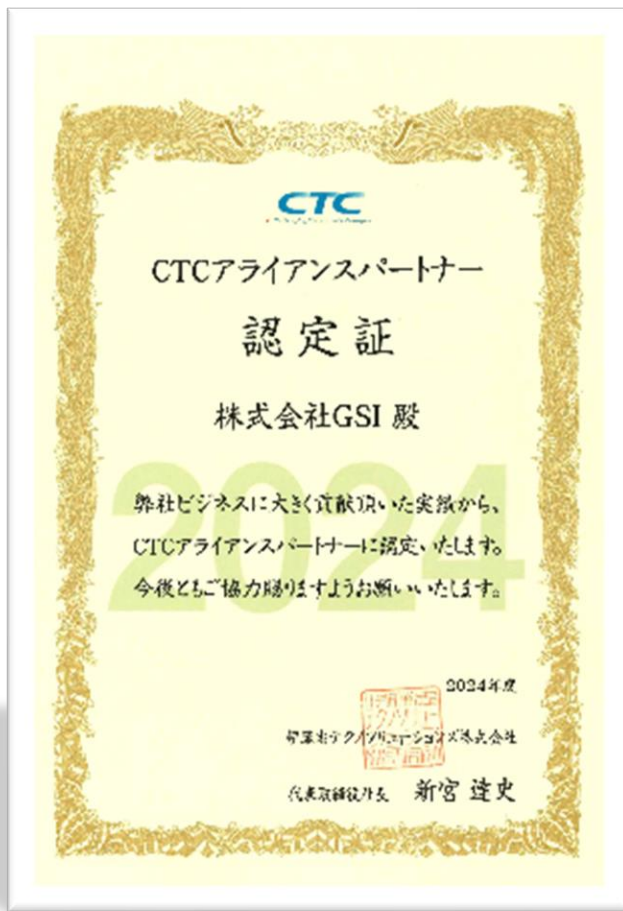 CTC
CTCアライアンスパートナー
認定証
株式会社GSI 殿
2024
弊社ビジネスに大きく貢献頂いた実績から、
CTCアライアンスパートナーに認定いたします。
今後ともご協力賜りますようお願いいたします。
2024年度
伊藤忠テクノソリューションズ株式会社
代表取締役社長 新宮 達史